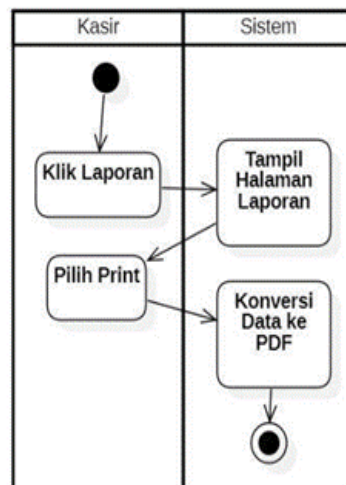 Kasir
Sistem
Klik Laporan
Tampil
Halaman
Laporan
Pilih Print
Konversi
Data ke
PDF